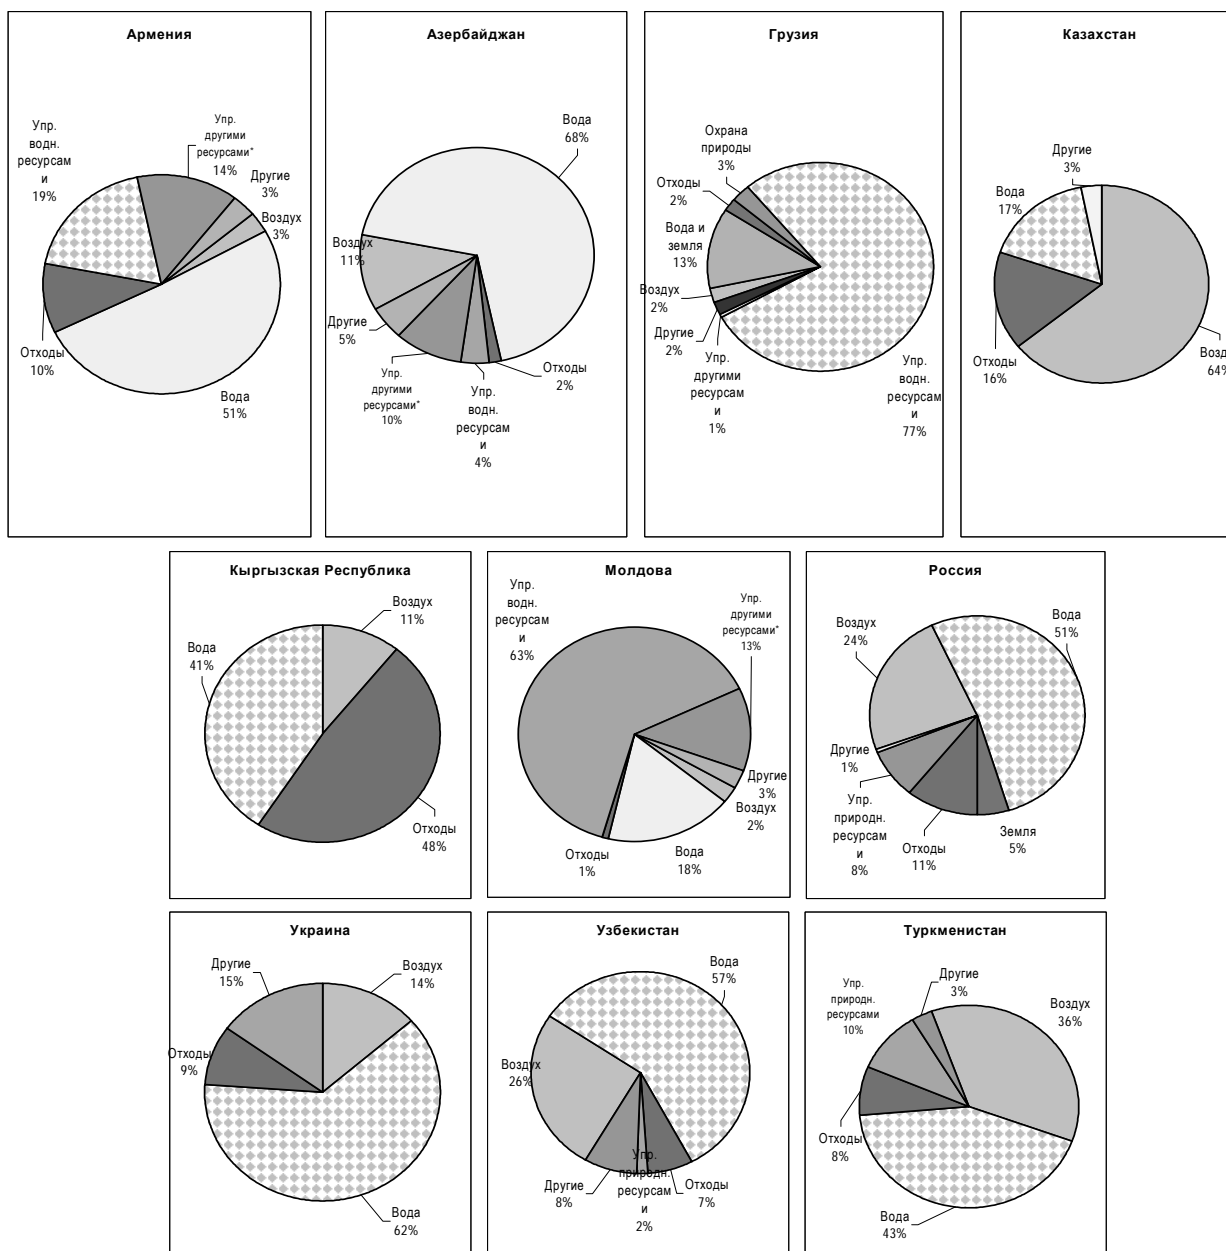 Армения
Упр.
водн.
ресурсам
и
19%
Упр.
другими
ресурсами*
14%
Другие
3%
Воздух
3%
Отходы
10%
Вода
51%
Азербайджан
Вода
68%
Воздух
11%
Другие
5%
Упр.
другими
ресурсами*
10%
Упр.
водн.
ресурсам
и
4%
Отходы
2%
Грузия
Охрана
природы
3%
Отходы
2%
Вода и
земля
13%
Воздух
2%
Другие
2%
Упр.
другими
ресурсам
и
1%
Упр.
водн.
ресурсам
и
77%
Казахстан
Другие
3%
Вода
17%
Отходы
16%
Возд
64%
Кыргызская Республика
Воздух
11%
Вода
41%
Отходы
48%
Молдова
Упр.
водн.
ресурсам
и
63%
Упр.
другими
ресурсами*
13%
Другие
3%
Воздух
2%
Отходы
1%
Вода
18%
Россия
Вода
51%
Воздух
24%
Другие
1%
Упр.
природн.
ресурсам
и
8%
Отходы
11%
Земля
5%
Украина
Другие
15%
Воздух
14%
Отходы
9%
Вода
62%
Узбекистан
Вода
57%
Воздух
26%
Другие
8%
Упр.
природн.
ресурсам
и
2%
Отходы
7%
Туркменистан
Упр.
природн.
ресурсами
10%
Другие
3%
Воздух
36%
Отходы
8%
Вода
43%